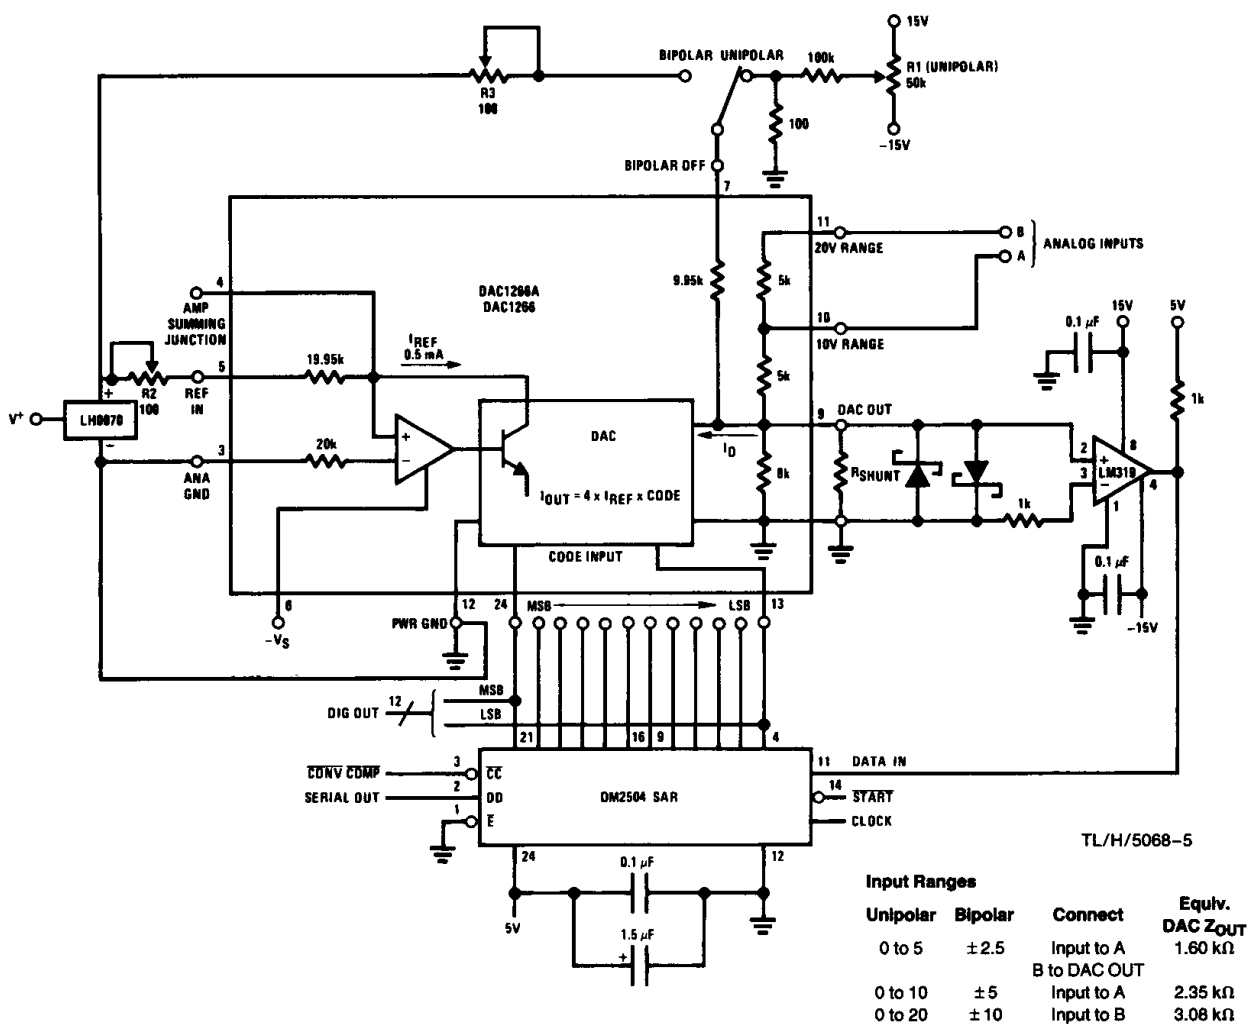 15V
BIPOLAR UNIPOLAR
100k
R1 (UNIPOLAR)
50k
R3
100
100
−15V
BIPOLAR OFF
7
11
20V RANGE
B
A
ANALOG INPUTS
4
AMP
SUMMING
JUNCTION
DAC1266A
DAC1266
9.95k
5k
10
10V RANGE
15V
5V
0.1 µF
IREF
0.5 mA
19.95k
5
REF
IN
R2
100
5k
1k
V+
LH0070
+
−
9
DAC OUT
DAC
IO
8
20k
3
ANA
GND
+
−
8k
RSHUNT
2
3
+
−
LM319
4
1
1k
IOUT = 4 × IREF × CODE
CODE INPUT
0.1 µF
−15V
6
−VS
12
24
MSB
LSB
13
PWR GND
MSB
LSB
DIG OUT
12
21
16
9
4
CONV COMP
3
CC
11
DATA IN
SERIAL OUT
2
DO
DM2504 SAR
14
START
1
E
CLOCK
24
12
0.1 µF
5V
1.5 µF
+
TL/H/5068–5
Input Ranges
Unipolar Bipolar Connect Equiv. DAC ZOUT
0 to 5 ±2.5 Input to A 1.60 kΩ
B to DAC OUT
0 to 10 ±5 Input to A 2.35 kΩ
0 to 20 ±10 Input to B 3.08 kΩ